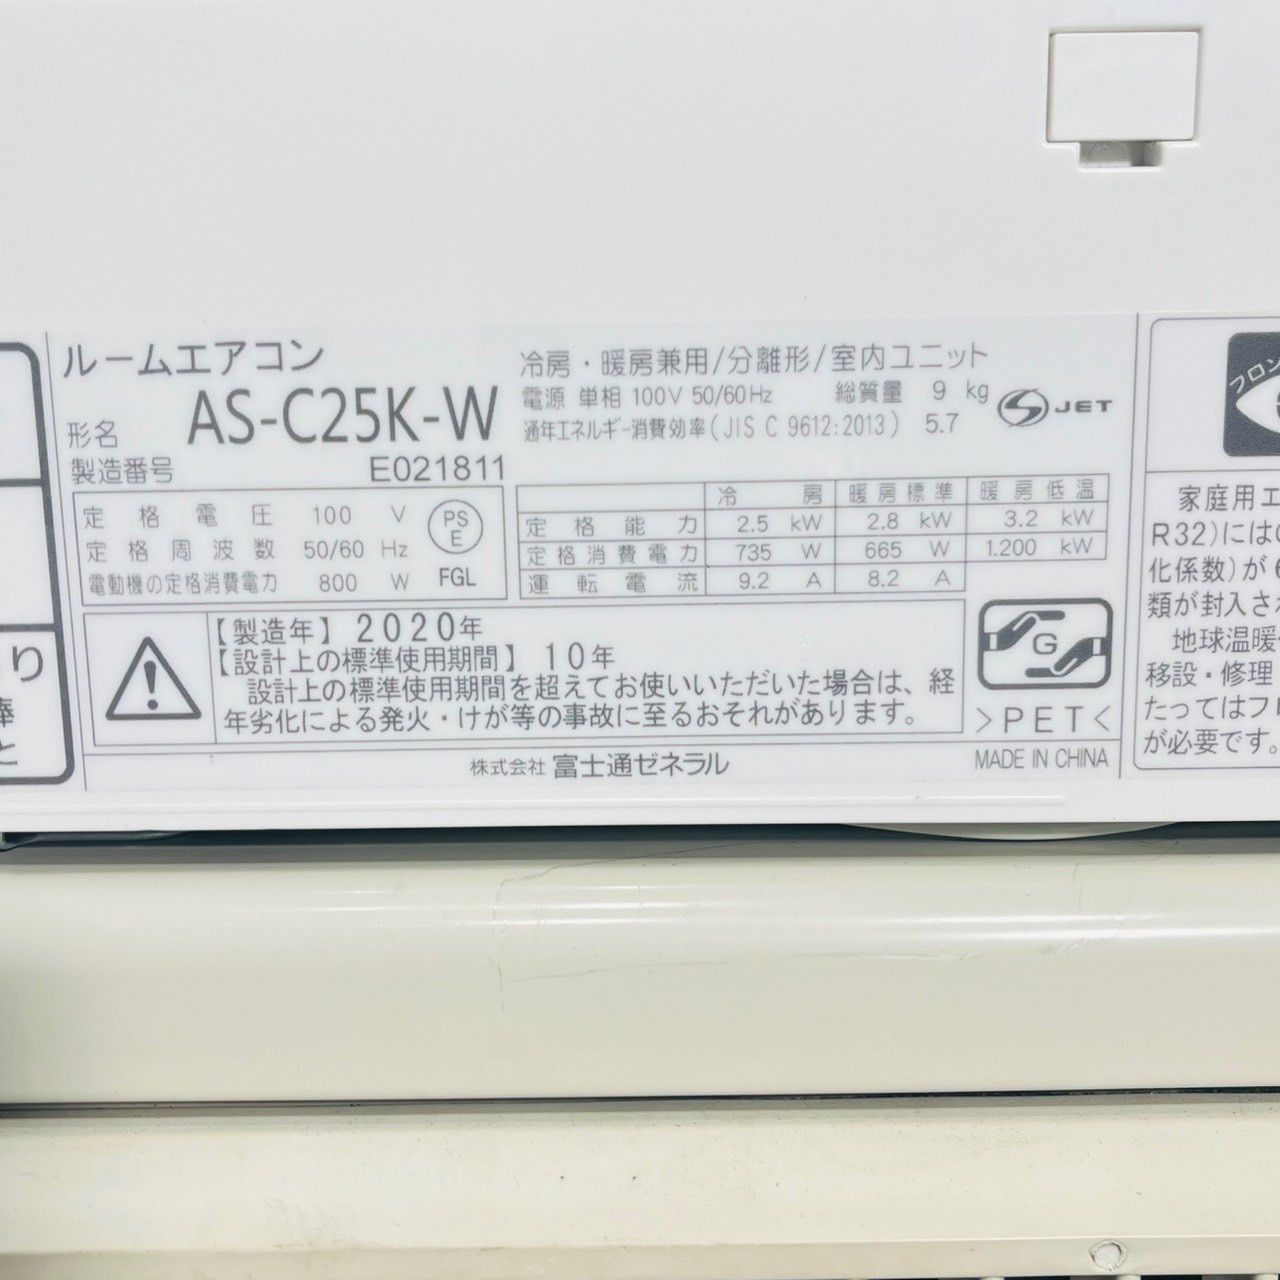 ルームエアコン
形名 AS-C25K-W
製造番号 E021811
冷房・暖房兼用/分離形/室内ユニット
電源 単相 100V 50/60Hz 総質量 9 kg
通年エネルギー消費効率(JIS C 9612:2013) 5.7
S JET
定格電圧 100 V
定格周波数 50/60 Hz
電動機の定格消費電力 800 W
PS
E
FGL
冷房 暖房標準 暖房低温
定格能力 2.5 kW 2.8 kW 3.2 kW
定格消費電力 735 W 665 W 1.200 kW
運転電流 9.2 A 8.2 A
【製造年】2020年
【設計上の標準使用期間】10年
設計上の標準使用期間を超えてお使いいただいた場合は、経
年劣化による発火・けが等の事故に至るおそれがあります。
G
>PET<
株式会社 富士通ゼネラル
MADE IN CHINA
フロン
家庭用エ
R32)には
化係数)が6
類が封入され
地球温暖
移設・修理
たってはフ
が必要です。
り
と